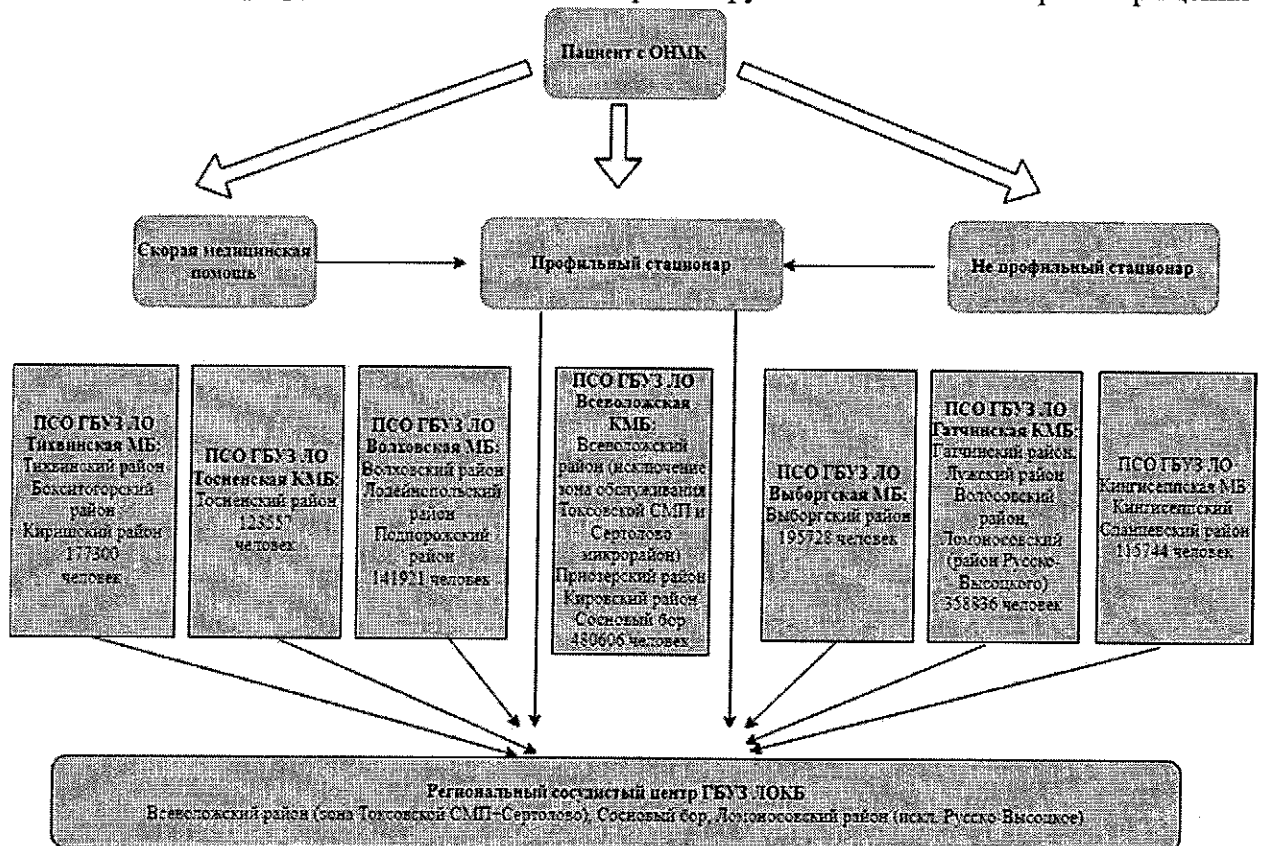 Пациент с ОНМК
Скорая медицинская
помощь
Профильный стационар
Не профильный стационар
ПСО ГБУЗ ЛО
Тихвинская МБ:
Тихвинский район
Бокситогорский
район
Киришский район
177300
человек
ПСО ГБУЗ ЛО
Тосненская КМБ:
Тосненский район
123557
человек
ПСО ГБУЗ ЛО
Волховская МБ:
Волховский район
Лодейнопольский
район
Подпорожский
район
141921 человек
ПСО ГБУЗ ЛО
Всеволожская
КМБ:
Всеволожский
район (исключение
зона обслуживания
Токсовской СМП и
Сертолово
микрорайон)
Приозерский район
Кировский район
Сосновый бор
480606 человек
ПСО ГБУЗ ЛО
Выборгская МБ:
Выборгский район
195728 человек
ПСО ГБУЗ ЛО
Гатчинская КМБ:
Гатчинский район,
Лужский район
Волосовский
район,
Ломоносовский
(район Русско-
Высоцкого)
358836 человек
ПСО ГБУЗ ЛО
Кингисеппская МБ:
Кингисеппский
Сланцевский район
115744 человек
Региональный сосудистый центр ГБУЗ ЛОКБ
Всеволожский район (зона Токсовской СМП+Сертолово), Сосновый бор, Ломоносовский район (искл. Русско-Высоцкое)